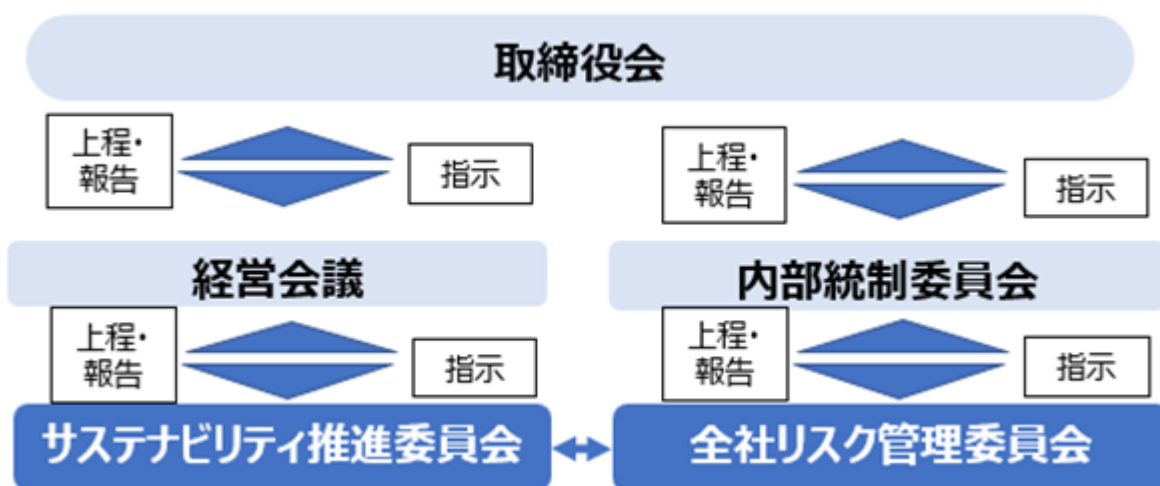 取締役会
上程・
報告
指示
上程・
報告
指示
経営会議
内部統制委員会
上程・
報告
指示
上程・
報告
指示
サステナビリティ推進委員会
全社リスク管理委員会